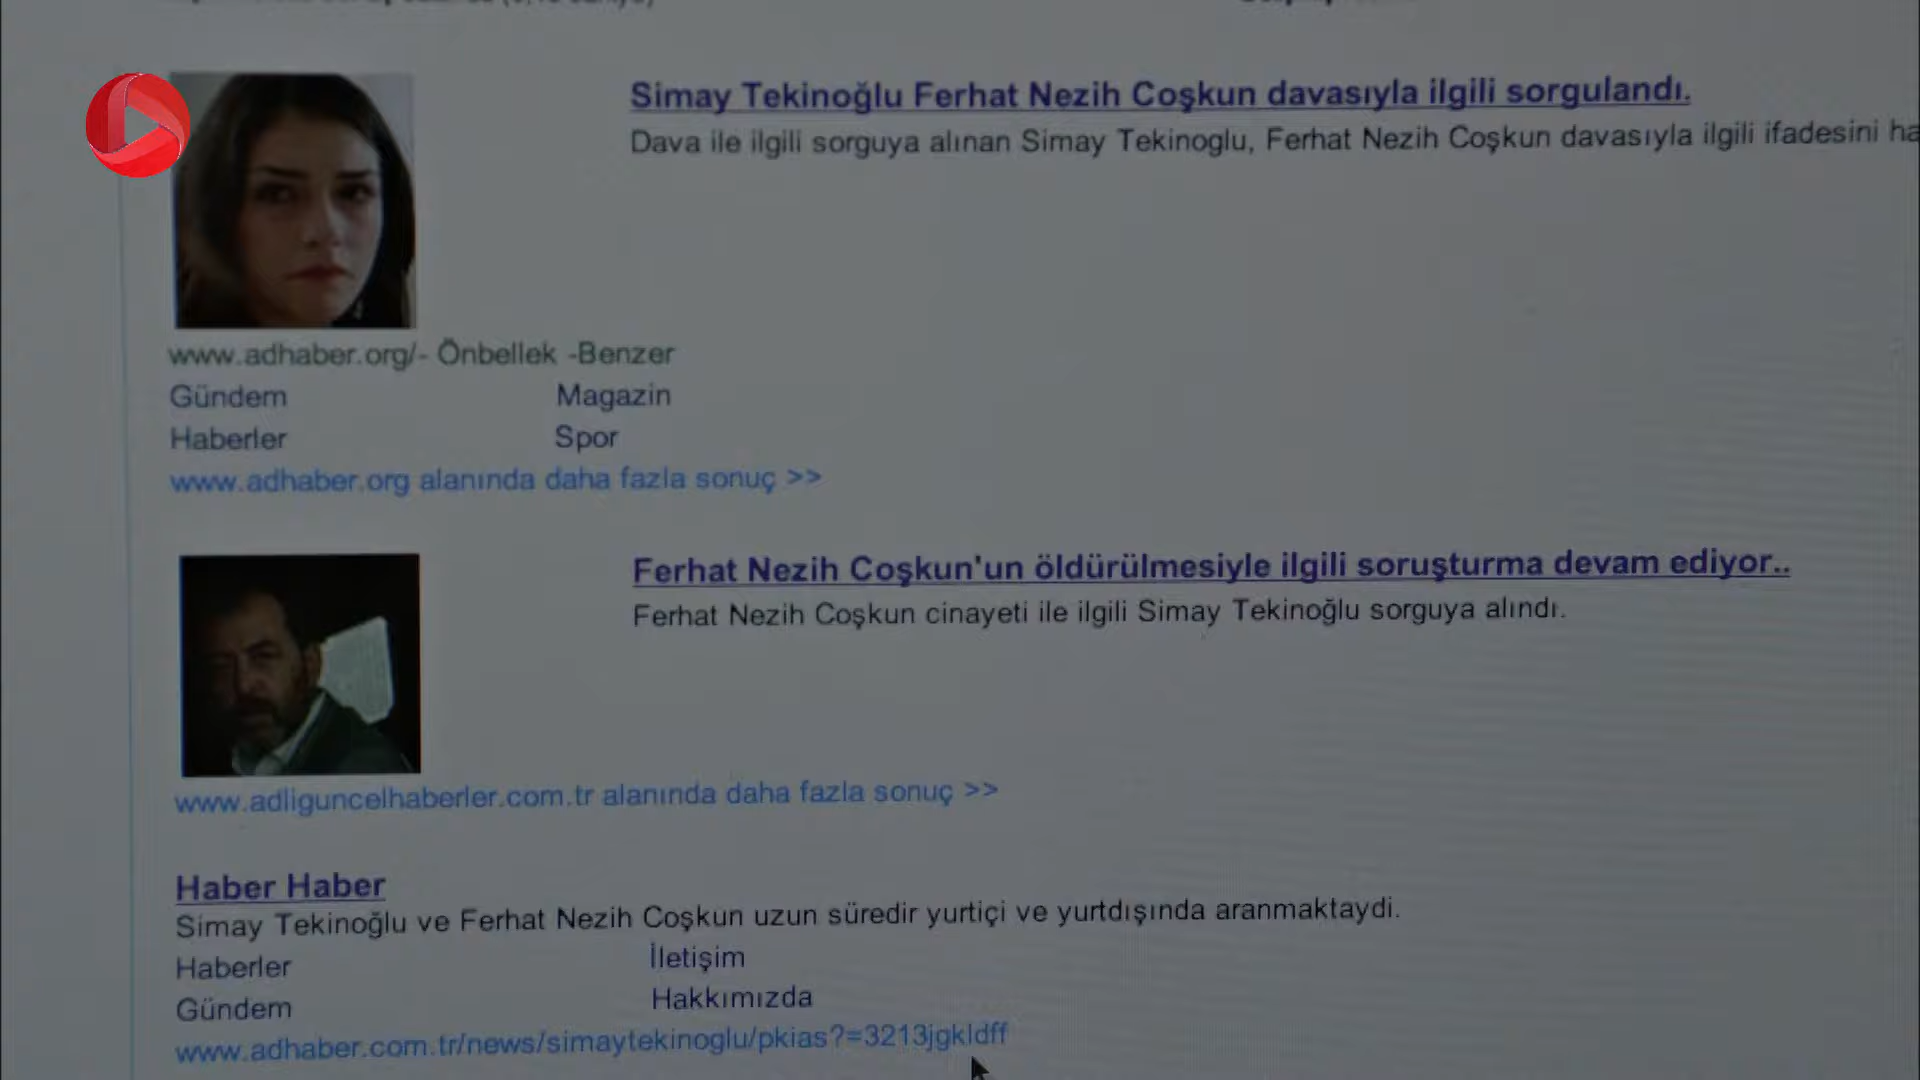 Simay Tekinoğlu Ferhat Nezih Coşkun davasıyla ilgili sorgulandı.
Dava ile ilgili sorguya alınan Simay Tekinoglu, Ferhat Nezih Coşkun davasıyla ilgili ifadesini ha
www.adhaber.org/- Önbellek -Benzer
Gündem Magazin
Haberler Spor
www.adhaber.org alanında daha fazla sonuç >>
Ferhat Nezih Coşkun'un öldürülmesiyle ilgili soruşturma devam ediyor..
Ferhat Nezih Coşkun cinayeti ile ilgili Simay Tekinoğlu sorguya alındı.
www.adliguncelhaberler.com.tr alanında daha fazla sonuç >>
Haber Haber
Simay Tekinoğlu ve Ferhat Nezih Coşkun uzun süredir yurtiçi ve yurtdışında aranmaktaydi.
Haberler İletişim
Gündem Hakkımızda
www.adhaber.com.tr/news/simaytekinoglu/pkias?=3213jgkldff